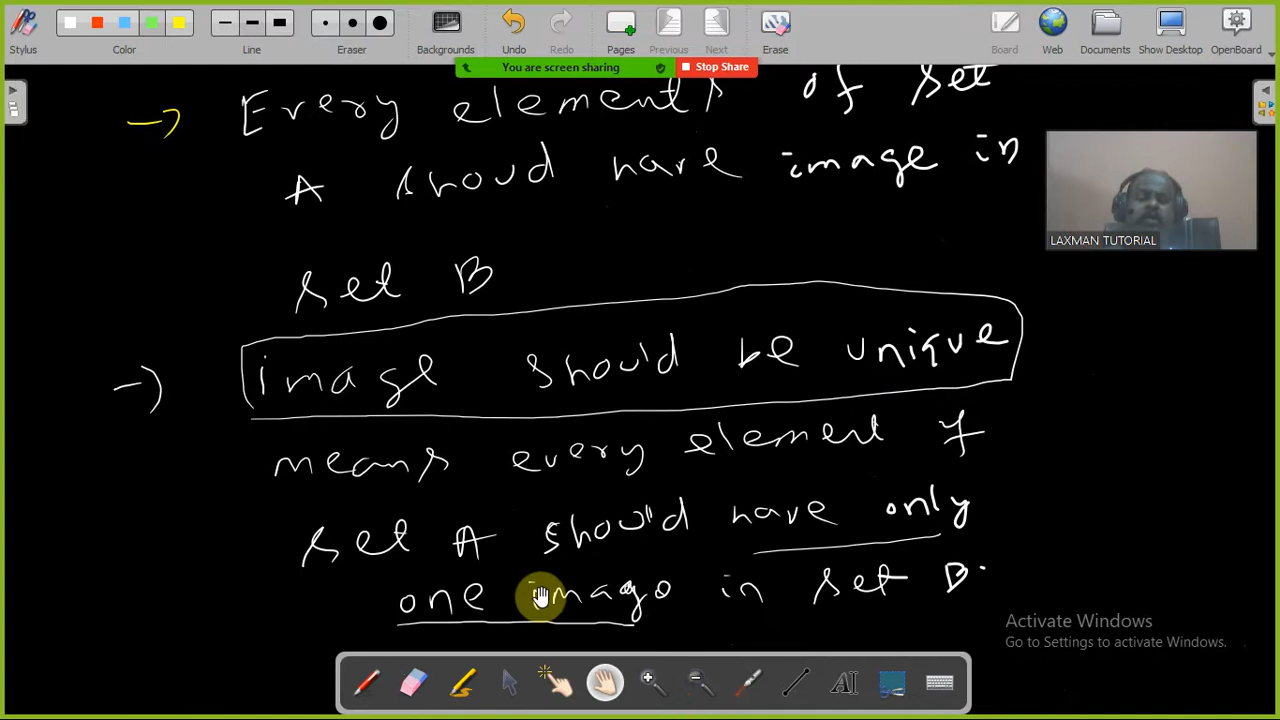 Stylus
Color
Line
Eraser
Backgrounds
Undo
Redo
Pages
Previous
Next
Erase
Board
Web
Documents
Show Desktop
OpenBoard
You are screen sharing
Stop Share
→ Every elements of set
A shoud have image in
LAXMAN TUTORIAL
set B
→ image should be unique
means every element of
set A should have only
one image in set B.
Activate Windows
Go to Settings to activate Windows.